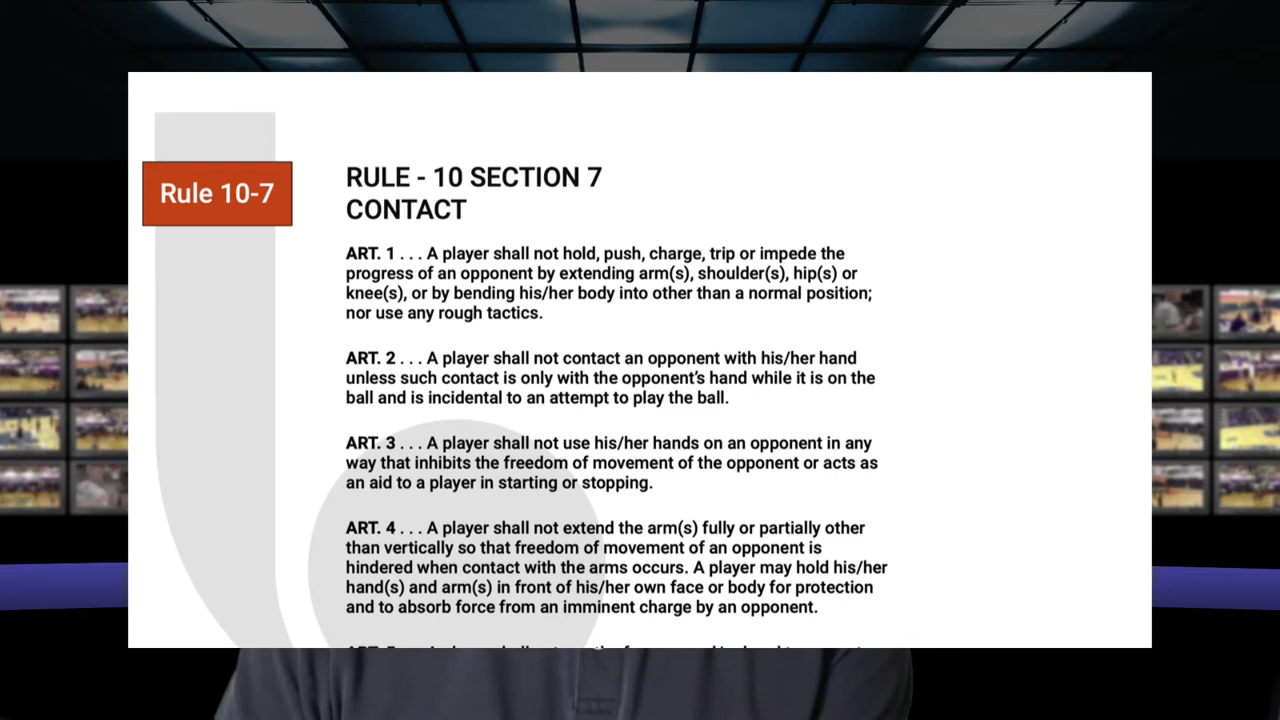 Rule 10-7
RULE - 10 SECTION 7
CONTACT
ART. 1 . . . A player shall not hold, push, charge, trip or impede the
progress of an opponent by extending arm(s), shoulder(s), hip(s) or
knee(s), or by bending his/her body into other than a normal position;
nor use any rough tactics.
ART. 2 . . . A player shall not contact an opponent with his/her hand
unless such contact is only with the opponent’s hand while it is on the
ball and is incidental to an attempt to play the ball.
ART. 3 . . . A player shall not use his/her hands on an opponent in any
way that inhibits the freedom of movement of the opponent or acts as
an aid to a player in starting or stopping.
ART. 4 . . . A player shall not extend the arm(s) fully or partially other
than vertically so that freedom of movement of an opponent is
hindered when contact with the arms occurs. A player may hold his/her
hand(s) and arm(s) in front of his/her own face or body for protection
and to absorb force from an imminent charge by an opponent.